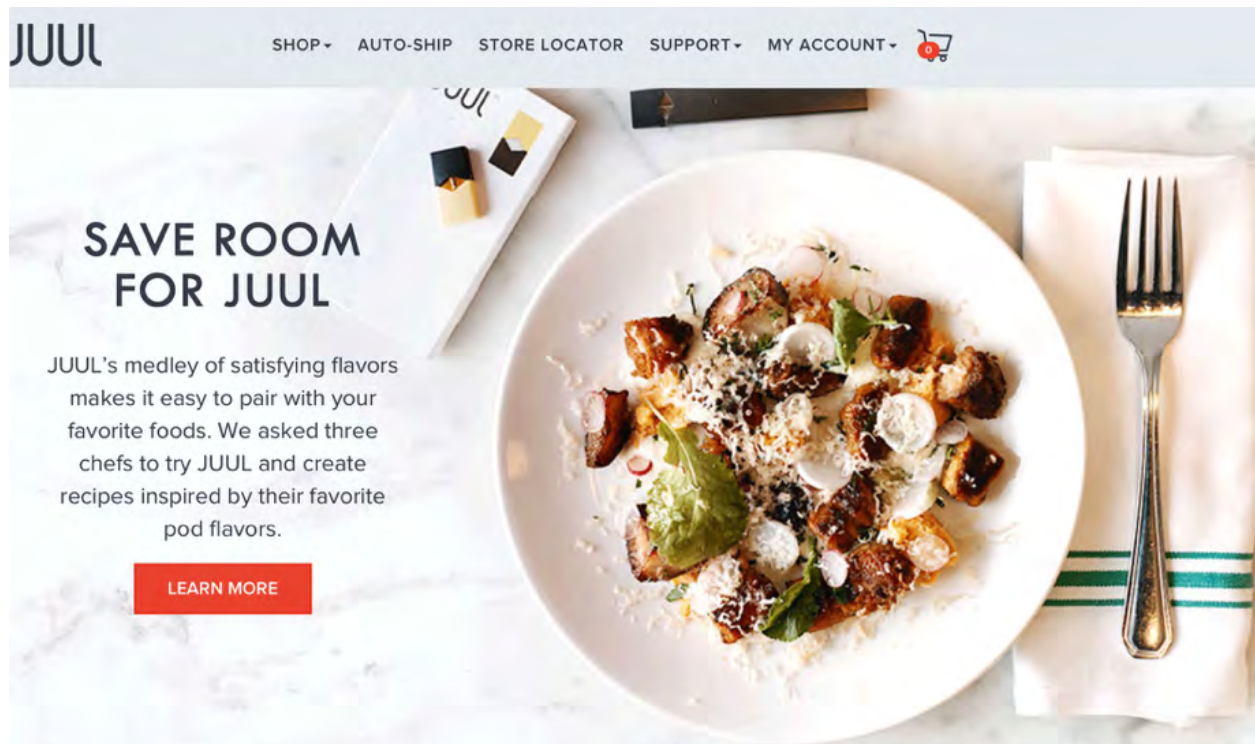 JUUL
SHOP AUTO-SHIP STORE LOCATOR SUPPORT MY ACCOUNT 0
JUUL
SAVE ROOM
FOR JUUL
JUUL’s medley of satisfying flavors
makes it easy to pair with your
favorite foods. We asked three
chefs to try JUUL and create
recipes inspired by their favorite
pod flavors.
LEARN MORE